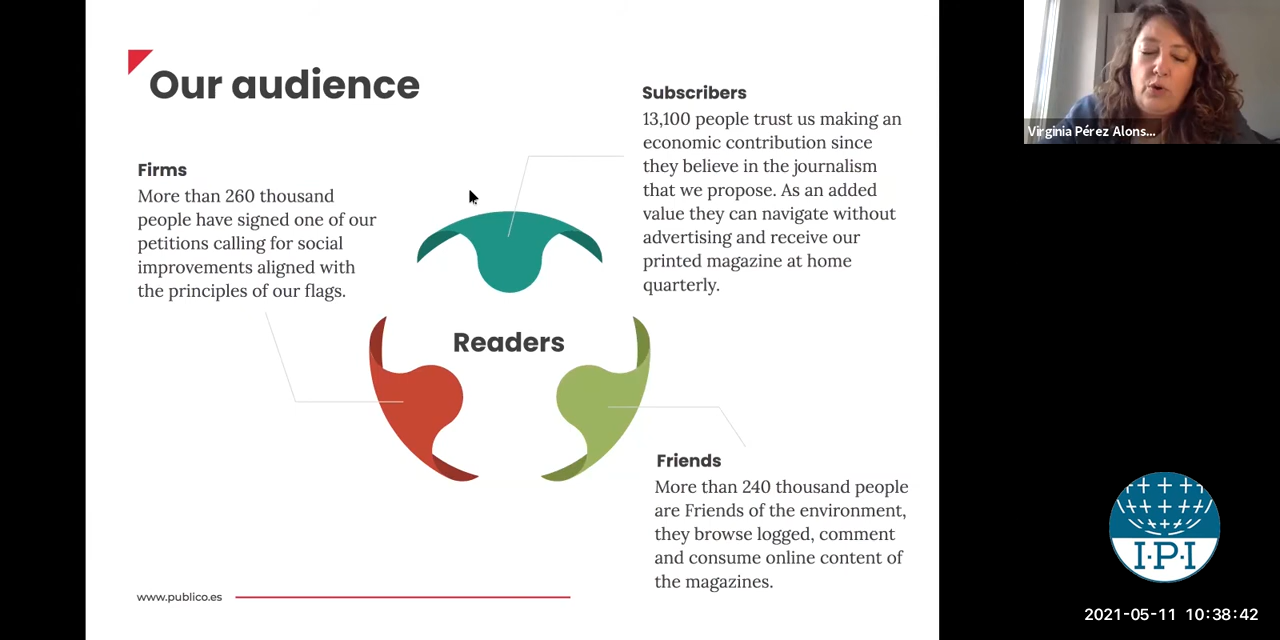 Our audience
Firms
More than 260 thousand
people have signed one of our
petitions calling for social
improvements aligned with
the principles of our flags.
Subscribers
13,100 people trust us making an
economic contribution since
they believe in the journalism
that we propose. As an added
value they can navigate without
advertising and receive our
printed magazine at home
quarterly.
Readers
Friends
More than 240 thousand people
are Friends of the environment,
they browse logged, comment
and consume online content of
the magazines.
www.publico.es
Virginia Pérez Alons...
I·P·I
2021-05-11 10:38:42